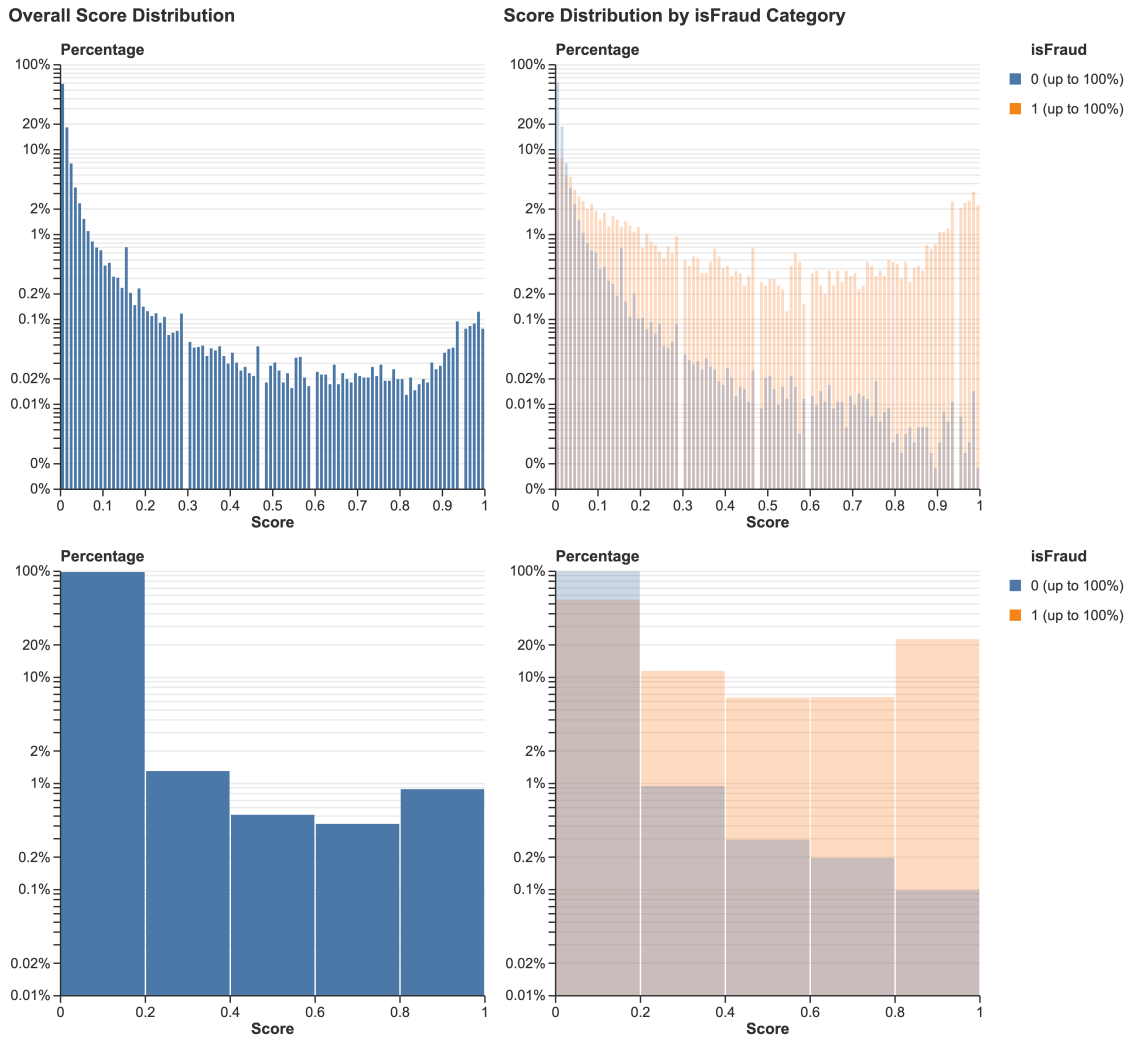 Overall Score Distribution
Score Distribution by isFraud Category
Percentage
100%
20%
10%
2%
1%
0.2%
0.1%
0.02%
0.01%
0%
0%
0 0.1 0.2 0.3 0.4 0.5 0.6 0.7 0.8 0.9 1
Score
Percentage
100%
20%
10%
2%
1%
0.2%
0.1%
0.02%
0.01%
0%
0%
0 0.1 0.2 0.3 0.4 0.5 0.6 0.7 0.8 0.9 1
Score
isFraud
0 (up to 100%)
1 (up to 100%)
Percentage
100%
20%
10%
2%
1%
0.2%
0.1%
0.02%
0.01%
0 0.2 0.4 0.6 0.8 1
Score
Percentage
100%
20%
10%
2%
1%
0.2%
0.1%
0.02%
0.01%
0 0.2 0.4 0.6 0.8 1
Score
isFraud
0 (up to 100%)
1 (up to 100%)